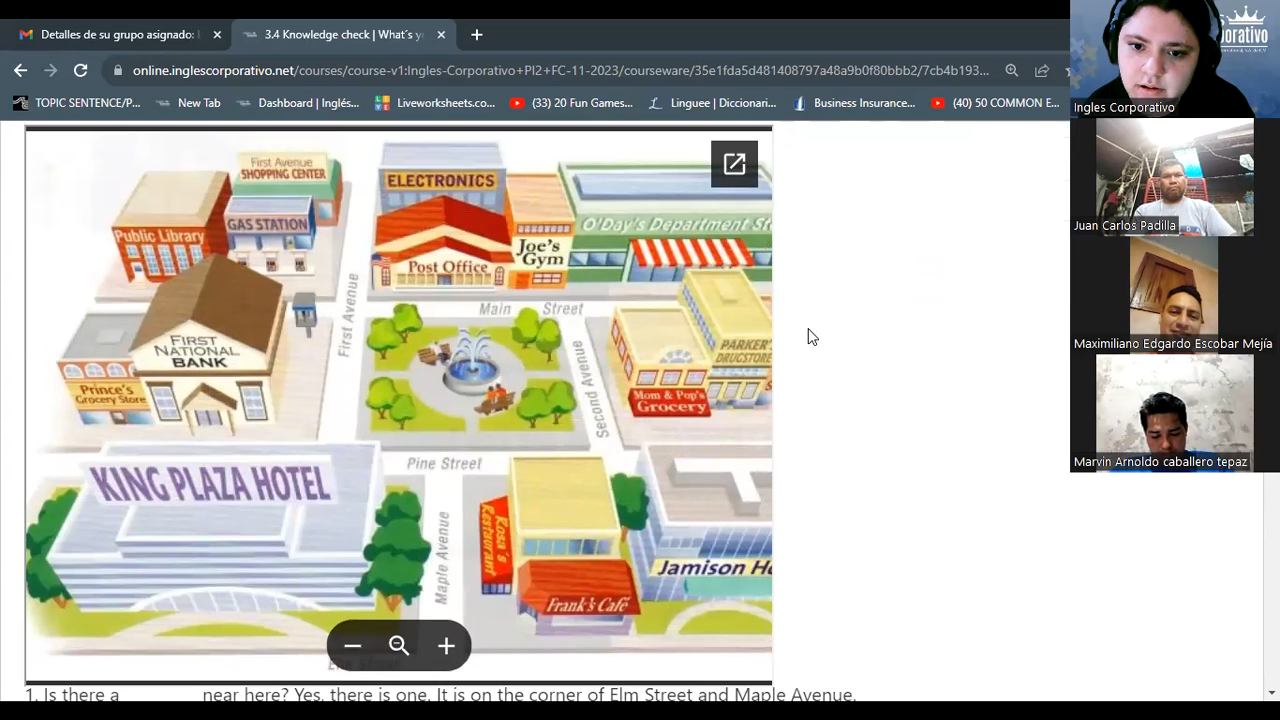 Detalles de su grupo asignado: I
3.4 Knowledge check | What's y
online.inglescorporativo.net/courses/course-v1:Ingles-Corporativo+PI2+FC-11-2023/courseware/35e1fda5d481408797a48a9b0f80bbb2/7cb4b193...
TOPIC SENTENCE/P...
New Tab
Dashboard | Inglés...
Liveworksheets.co...
(33) 20 Fun Games...
Linguee | Diccionari...
Business Insurance...
(40) 50 COMMON E...
First Avenue
SHOPPING CENTER
GAS STATION
Public Library
ELECTRONICS
Post Office
Joe's
Gym
O'Day's Department St
Main Street
First Avenue
FIRST
NATIONAL
BANK
Prince's
Grocery Store
Second Avenue
PARKER'S
DRUGSTORE
Mom & Pop's
Grocery
KING PLAZA HOTEL
Pine Street
Maple Avenue
Rosa's
Restaurant
Frank's Café
Jamison Ho
1. Is there a ________ near here? Yes, there is one. It is on the corner of Elm Street and Maple Avenue.
orativo
Ingles Corporativo
Juan Carlos Padilla
Maximiliano Edgardo Escobar Mejía
Marvin Arnoldo caballero tepaz